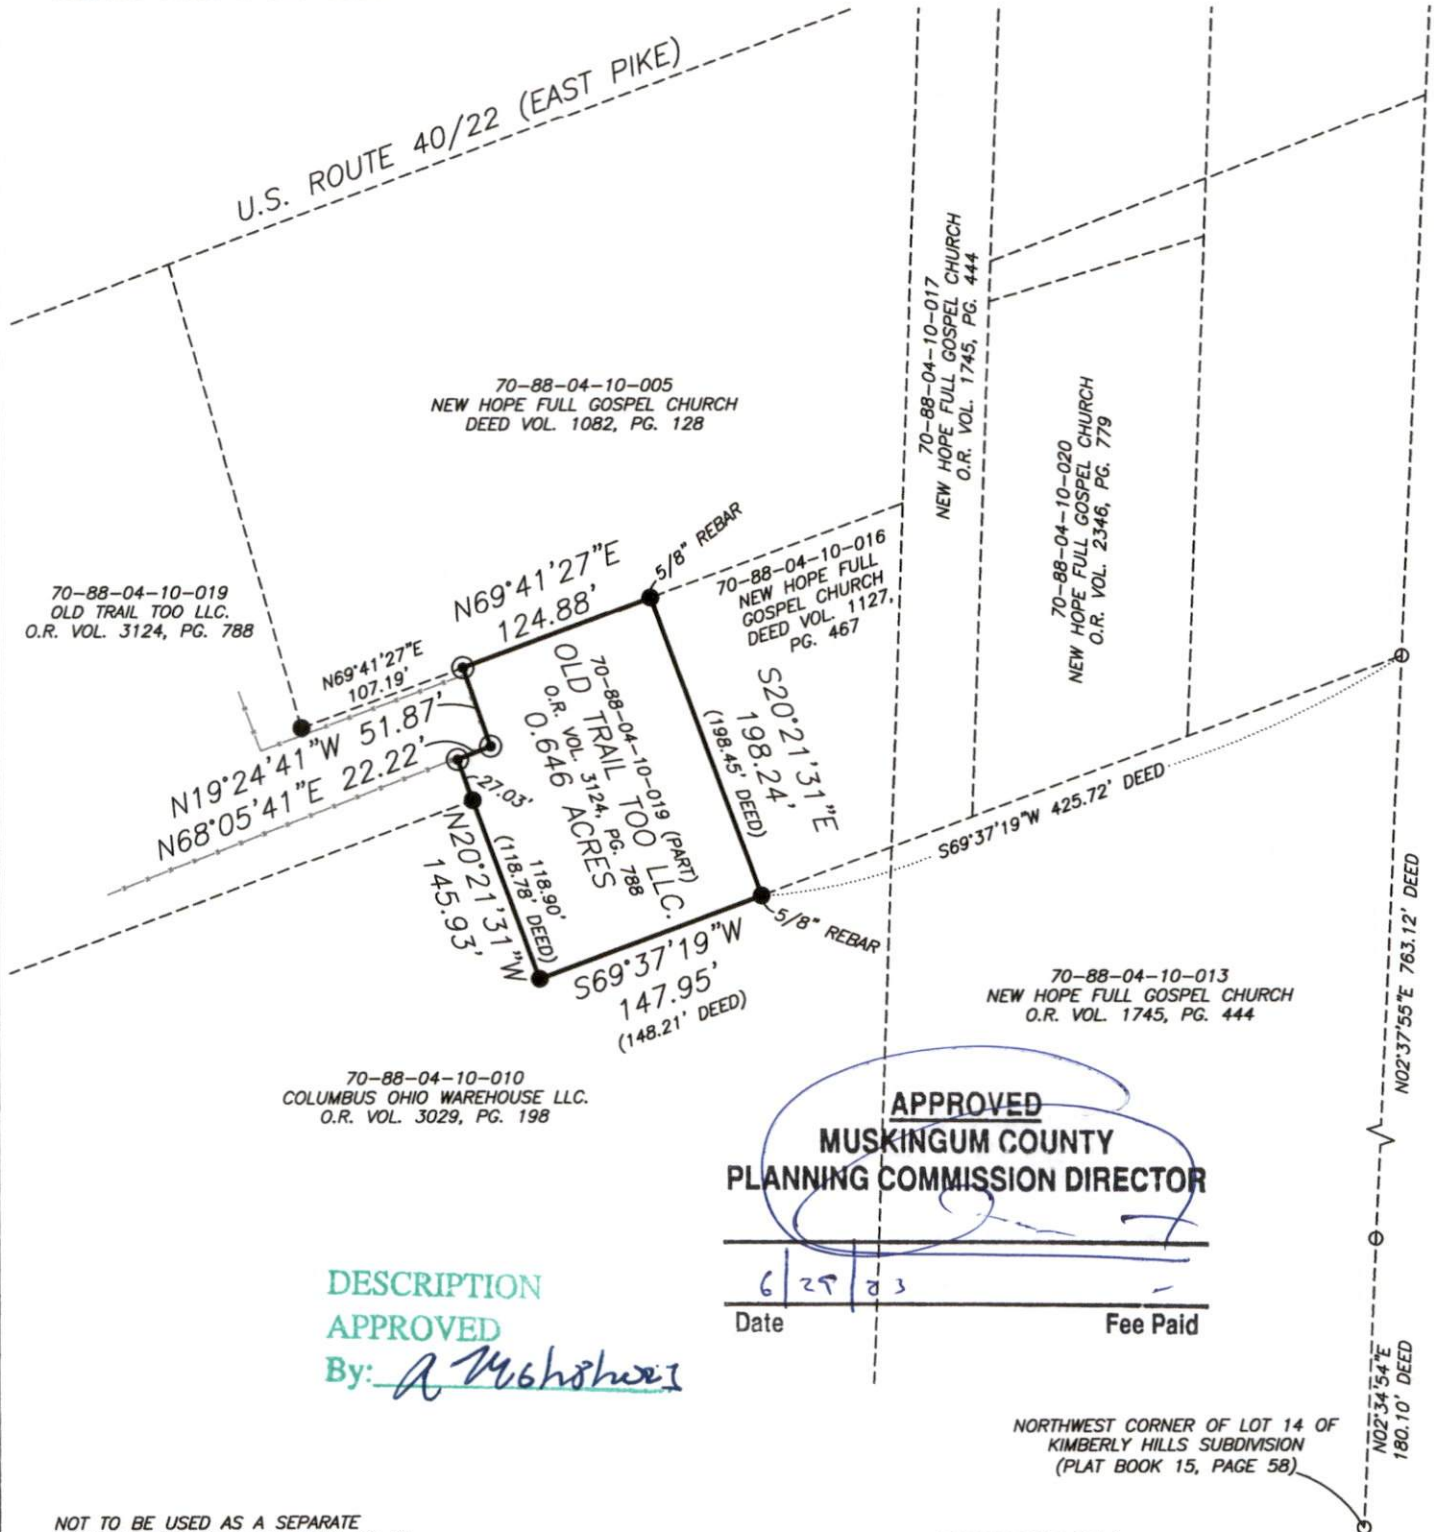 U.S. ROUTE 40/22 (EAST PIKE)
70-88-04-10-005
NEW HOPE FULL GOSPEL CHURCH
DEED VOL. 1082, PG. 128
70-88-04-10-017
NEW HOPE FULL GOSPEL CHURCH
O.R. VOL. 1745, PG. 444
70-88-04-10-020
NEW HOPE FULL GOSPEL CHURCH
O.R. VOL. 2346, PG. 779
70-88-04-10-019
OLD TRAIL TOO LLC.
O.R. VOL. 3124, PG. 788
N69°41'27"E
107.19'
N69°41'27"E
124.88'
5/8" REBAR
70-88-04-10-016
NEW HOPE FULL
GOSPEL CHURCH
DEED VOL. 1127,
PG. 467
N19°24'41"W 51.87'
N68°05'41"E 22.22'
27.03'
70-88-04-10-019 (PART)
OLD TRAIL TOO LLC.
O.R. VOL. 3124, PG. 788
0.646 ACRES
S20°21'31"E
198.24'
(198.45' DEED)
118.90'
(118.78' DEED)
N20°21'31"W
145.93'
S69°37'19"W
147.95'
(148.21' DEED)
5/8" REBAR
S69°37'19"W 425.72' DEED
N02°37'55"E 763.12' DEED
70-88-04-10-013
NEW HOPE FULL GOSPEL CHURCH
O.R. VOL. 1745, PG. 444
70-88-04-10-010
COLUMBUS OHIO WAREHOUSE LLC.
O.R. VOL. 3029, PG. 198
APPROVED
MUSKINGUM COUNTY
PLANNING COMMISSION DIRECTOR
6/29/23
Date
Fee Paid
DESCRIPTION
APPROVED
By:
N02°34'54"E
180.10' DEED
NORTHWEST CORNER OF LOT 14 OF
KIMBERLY HILLS SUBDIVISION
(PLAT BOOK 15, PAGE 58)
NOT TO BE USED AS A SEPARATE